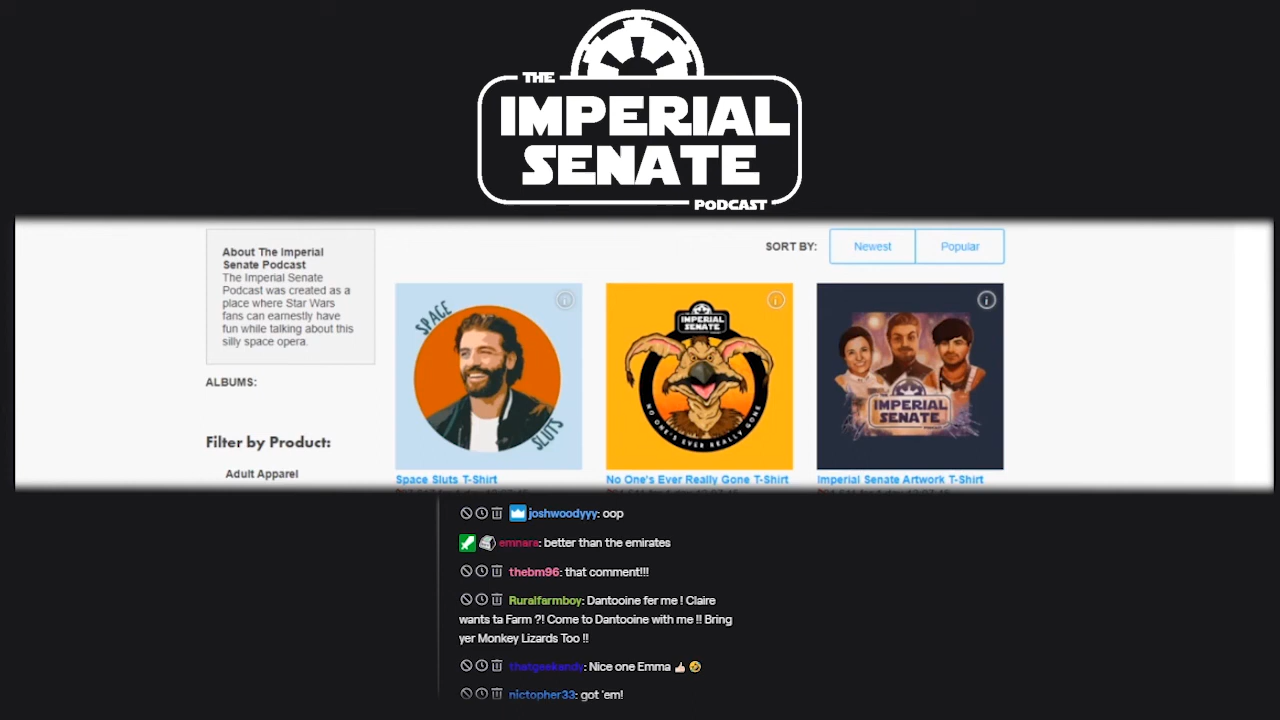 THE
IMPERIAL
SENATE
PODCAST
About The Imperial
Senate Podcast
The Imperial Senate
Podcast was created as a
place where Star Wars
fans can earnestly have
fun while talking about this
silly space opera.
ALBUMS:
Filter by Product:
Adult Apparel
SORT BY:
Newest
Popular
SPACE
SLUTS
Space Sluts T-Shirt
IMPERIAL
SENATE
NO ONE'S EVER REALLY GONE
No One's Ever Really Gone T-Shirt
IMPERIAL
SENATE
Imperial Senate Artwork T-Shirt
joshwoodyyy: oop
emnara: better than the emirates
thebm96: that comment!!!
Ruralfarmboy: Dantooine fer me ! Claire
wants ta Farm ?! Come to Dantooine with me !! Bring
yer Monkey Lizards Too !!
thatgeekandy: Nice one Emma 👍🏻 🤣
nictopher33: got 'em!